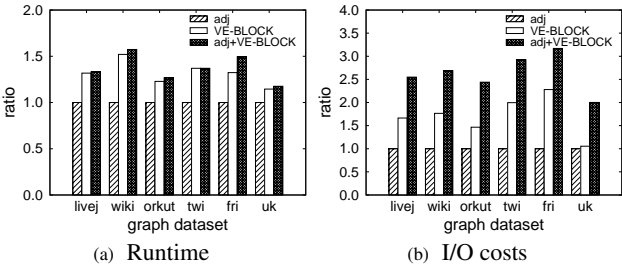 adj
VE-BLOCK
adj+VE-BLOCK
2.0
1.5
1.0
0.5
0.0
ratio
livej wiki orkut twi fri uk
graph dataset
(a) Runtime
adj
VE-BLOCK
adj+VE-BLOCK
4.0
3.5
3.0
2.5
2.0
1.5
1.0
0.5
0.0
ratio
livej wiki orkut twi fri uk
graph dataset
(b) I/O costs